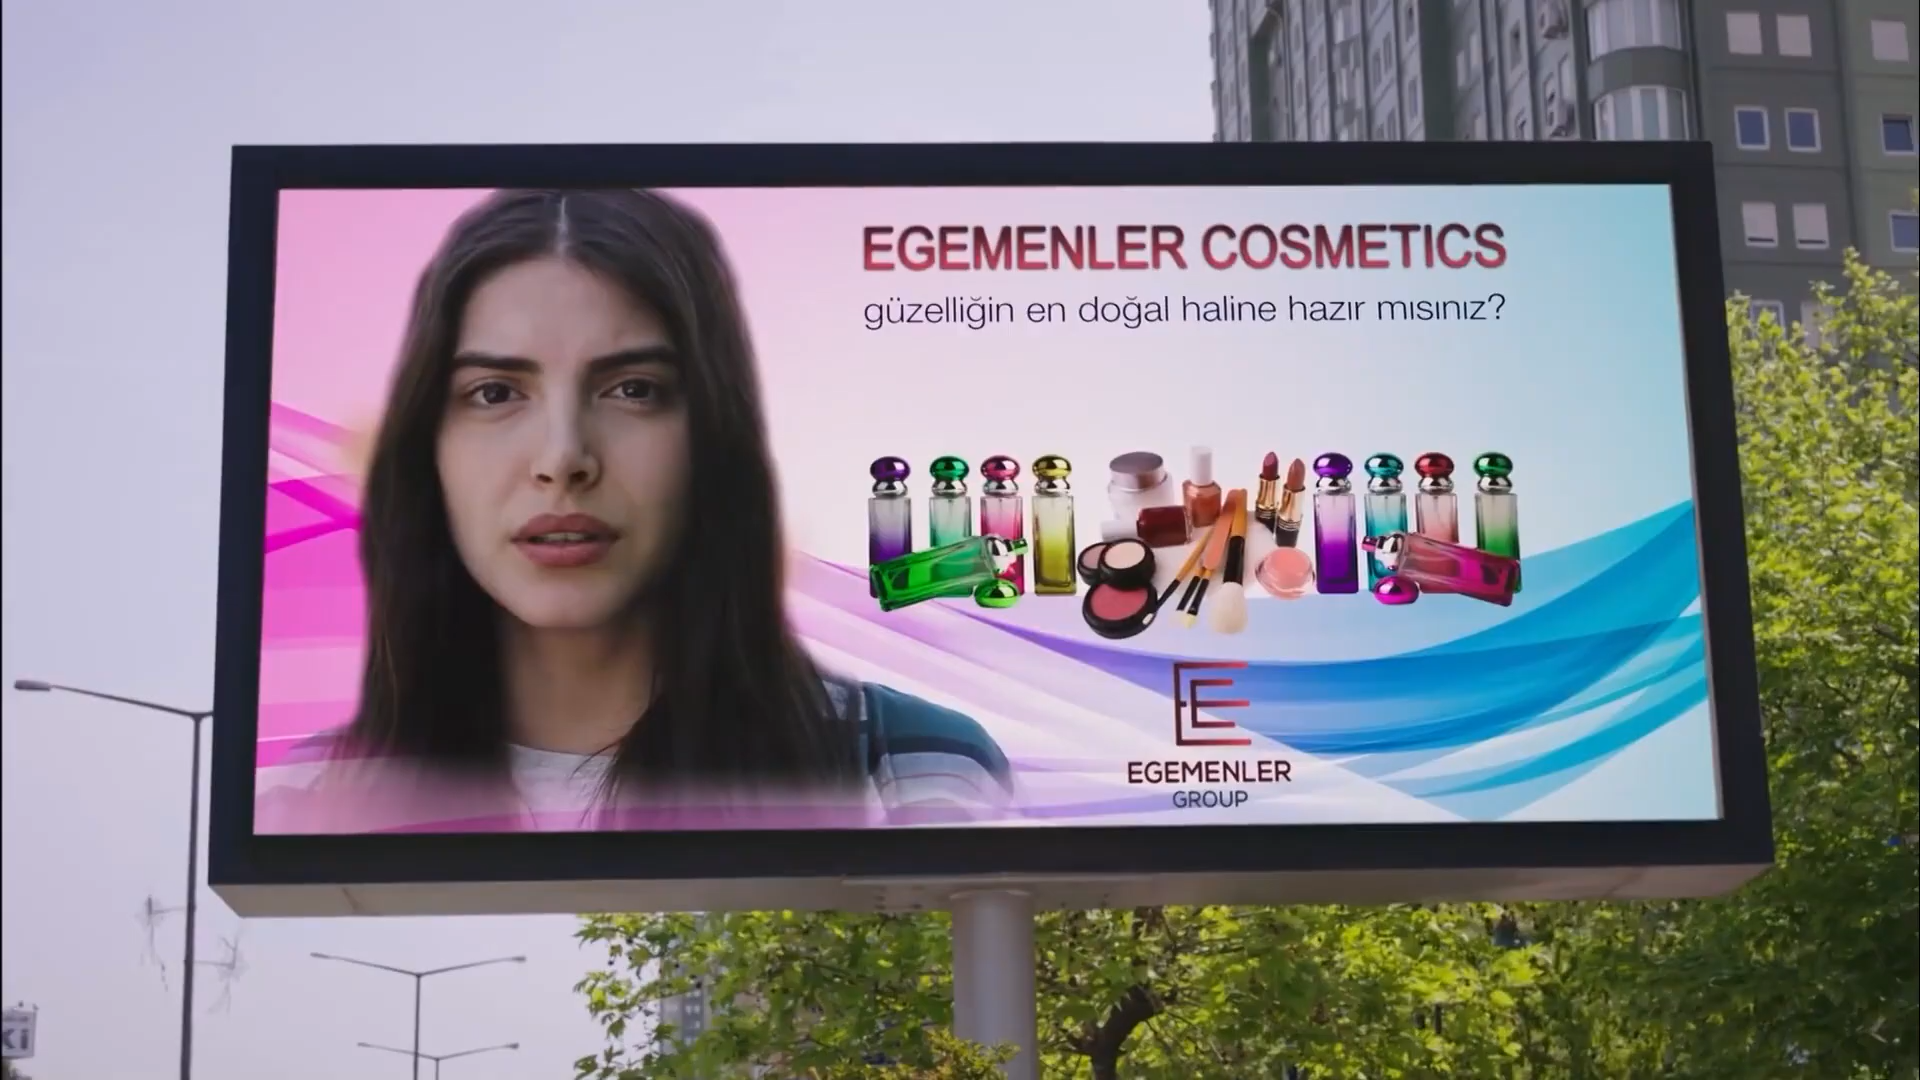 EGEMENLER COSMETICS
güzelliğin en doğal haline hazır mısınız?
EGEMENLER
GROUP